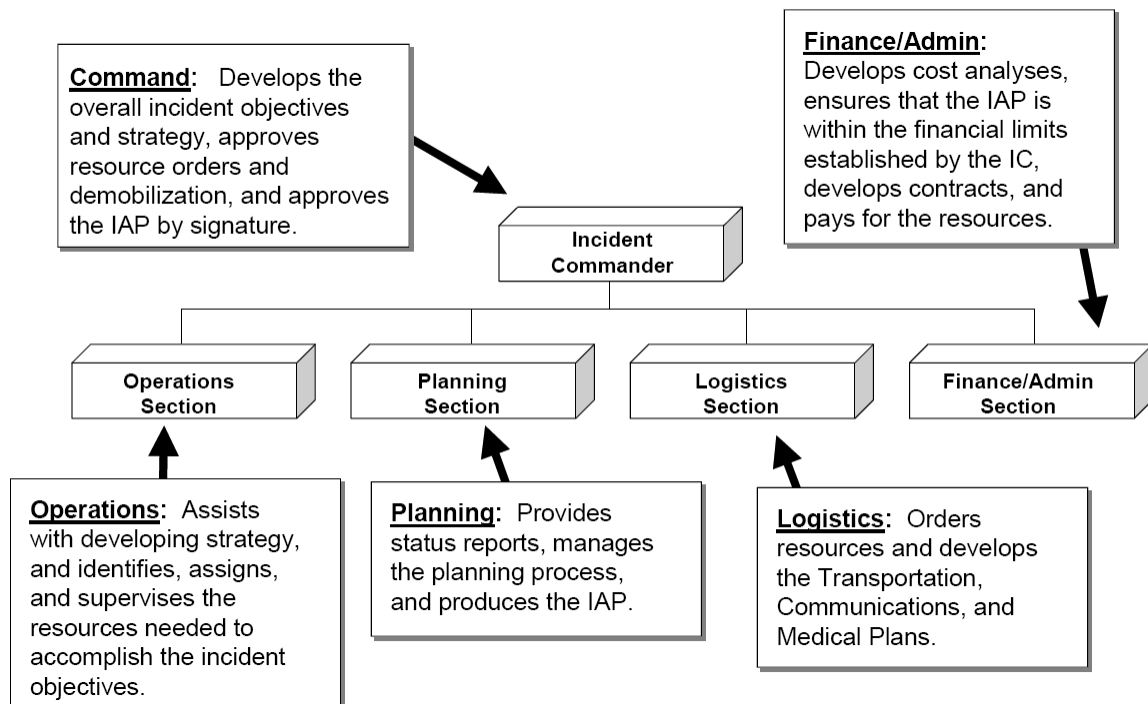 Command: Develops the
overall incident objectives
and strategy, approves
resource orders and
demobilization, and approves
the IAP by signature.
Finance/Admin:
Develops cost analyses,
ensures that the IAP is
within the financial limits
established by the IC,
develops contracts, and
pays for the resources.
Incident
Commander
Operations
Section
Planning
Section
Logistics
Section
Finance/Admin
Section
Operations: Assists
with developing strategy,
and identifies, assigns,
and supervises the
resources needed to
accomplish the incident
objectives.
Planning: Provides
status reports, manages
the planning process,
and produces the IAP.
Logistics: Orders
resources and develops
the Transportation,
Communications, and
Medical Plans.